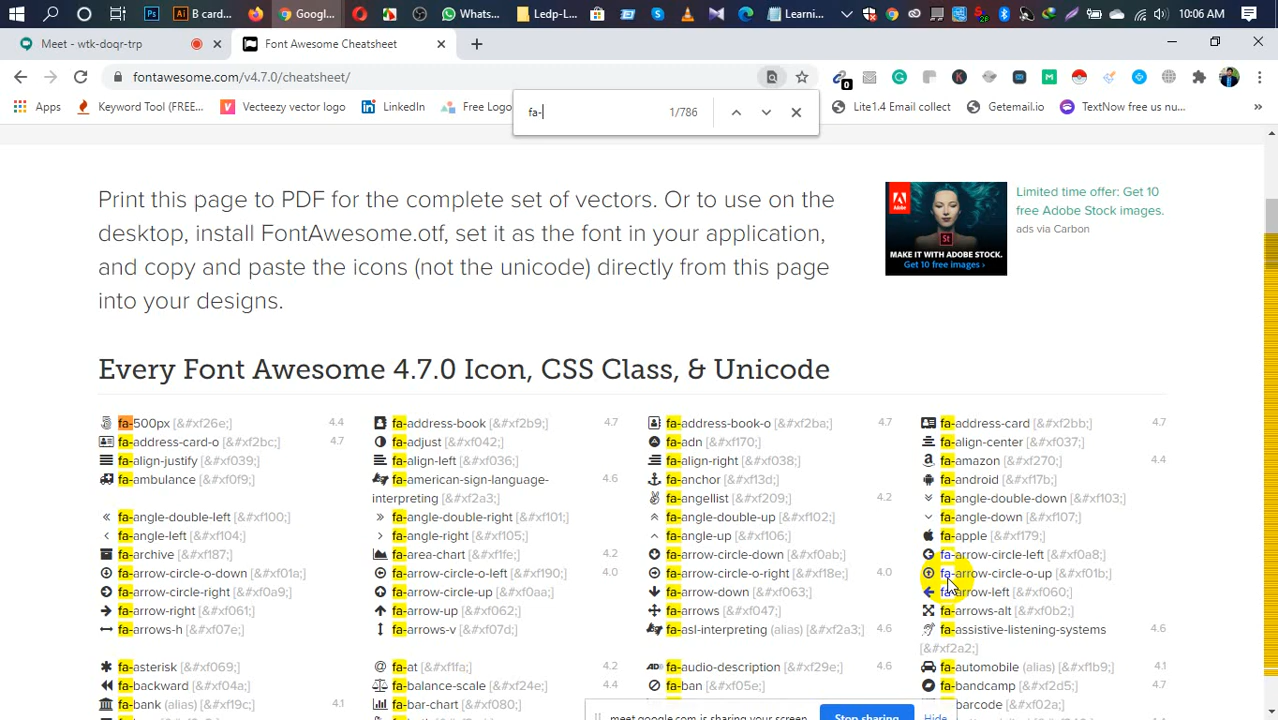 A B card...
Googl...
Ado...
Whats...
Ledp-L...
Learni...
10:06 AM
Meet - wtk-doqr-trp
Font Awesome Cheatsheet
fontawesome.com/v4.7.0/cheatsheet/
0
Apps
Keyword Tool (FREE...
Vecteezy vector logo
LinkedIn
Free Logo
Lite1.4 Email collect
Getemail.io
TextNow free nu...
fa-
1/786
Print this page to PDF for the complete set of vectors. Or to use on the
desktop, install FontAwesome.otf, set it as the font in your application,
and copy and paste the icons (not the unicode) directly from this page
into your designs.
Adobe
St
MAKE IT WITH ADOBE STOCK.
Get 10 free images ›
Limited time offer: Get 10
free Adobe Stock images.
ads via Carbon
Every Font Awesome 4.7.0 Icon, CSS Class, & Unicode
fa-500px [&#xf26e;] 4.4 fa-address-book [&#xf2b9;] 4.7 fa-address-book-o [&#xf2ba;] 4.7 fa-address-card [&#xf2bb;] 4.7
fa-address-card-o [&#xf2bc;] 4.7 fa-adjust [&#xf042;] fa-adn [&#xf170;] fa-align-center [&#xf037;]
fa-align-justify [&#xf039;] fa-align-left [&#xf036;] fa-align-right [&#xf038;] fa-amazon [&#xf270;] 4.4
fa-ambulance [&#xf0f9;] fa-american-sign-language- 4.6 fa-anchor [&#xf13d;] fa-android [&#xf17b;]
interpreting [&#xf2a3;] fa-angellist [&#xf209;] 4.2 fa-angle-double-down [&#xf103;]
fa-angle-double-left [&#xf100;] fa-angle-double-right [&#xf101;] fa-angle-double-up [&#xf102;] fa-angle-down [&#xf107;]
fa-angle-left [&#xf104;] fa-angle-right [&#xf105;] fa-angle-up [&#xf106;] fa-apple [&#xf179;]
fa-archive [&#xf187;] fa-area-chart [&#xf1fe;] 4.2 fa-arrow-circle-down [&#xf0ab;] fa-arrow-circle-left [&#xf0a8;]
fa-arrow-circle-o-down [&#xf01a;] fa-arrow-circle-o-left [&#xf190;] 4.0 fa-arrow-circle-o-right [&#xf18e;] 4.0 fa-arrow-circle-o-up [&#xf01b;]
fa-arrow-circle-right [&#xf0a9;] fa-arrow-circle-up [&#xf0aa;] fa-arrow-down [&#xf063;] fa-arrow-left [&#xf060;]
fa-arrow-right [&#xf061;] fa-arrow-up [&#xf062;] fa-arrows [&#xf047;] fa-arrows-alt [&#xf0b2;]
fa-arrows-h [&#xf07e;] fa-arrows-v [&#xf07d;] fa-asl-interpreting (alias) [&#xf2a3;] 4.6 fa-assistive-listening-systems 4.6
[&#xf2a2;]
fa-asterisk [&#xf069;] fa-at [&#xf1fa;] 4.2 fa-audio-description [&#xf29e;] 4.6 fa-automobile (alias) [&#xf1b9;] 4.1
fa-backward [&#xf04a;] fa-balance-scale [&#xf24e;] 4.4 fa-ban [&#xf05e;] fa-bandcamp [&#xf2d5;] 4.7
fa-bank (alias) [&#xf19c;] 4.1 fa-bar-chart [&#xf080;] barcode [&#xf02a;]
meet.google.com is sharing your screen.
Stop sharing
Hide